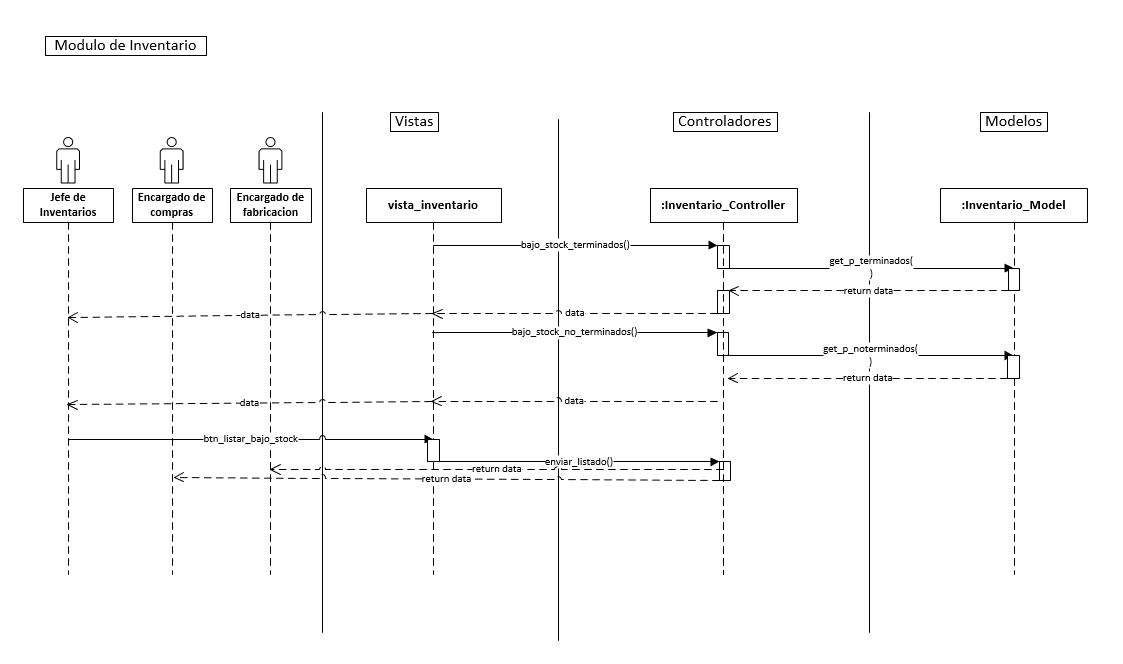 Modulo de Inventario
Vistas
Controladores
Modelos
Jefe de
Inventarios
Encargado de
compras
Encargado de
fabricacion
vista_inventario
:Inventario_Controller
:Inventario_Model
bajo_stock_terminados()
get_p_terminados(
)
return data
data
data
bajo_stock_no_terminados()
get_p_noterminados(
)
return data
data
data
btn_listar_bajo_stock
enviar_listado()
return data
return data